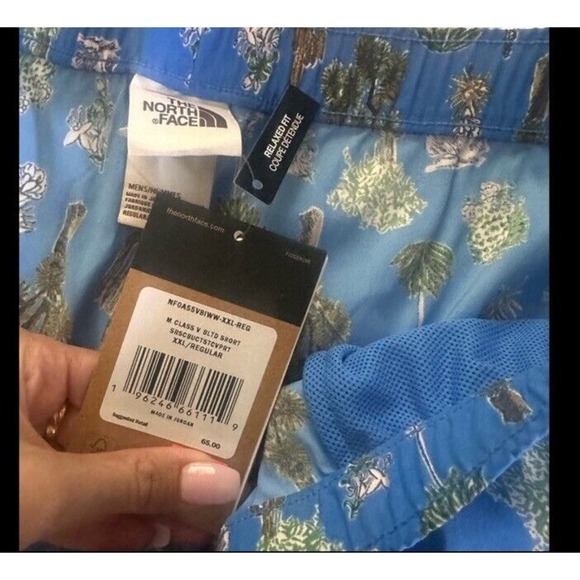 THE
NORTH
FACE
RELAXED FIT
COUPE DÉTENDUE
MENS/HOMMES
thenorthface.com
NF0A55V8IWW-XXL-REG
M CLASS V BLTD SHORT
SRSCBUCTSTCVPRT
XXL/REGULAR
1 96246 66111 9
MADE IN JORDAN
Suggested Retail
65.00